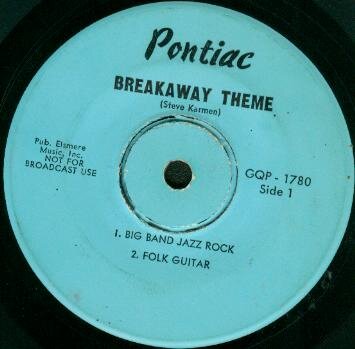 Pontiac
BREAKAWAY THEME
(Steve Karmen)
Pub. Elsmere
Music, Inc.
NOT FOR
BROADCAST USE
GQP - 1780
Side 1
1. BIG BAND JAZZ ROCK
2. FOLK GUITAR